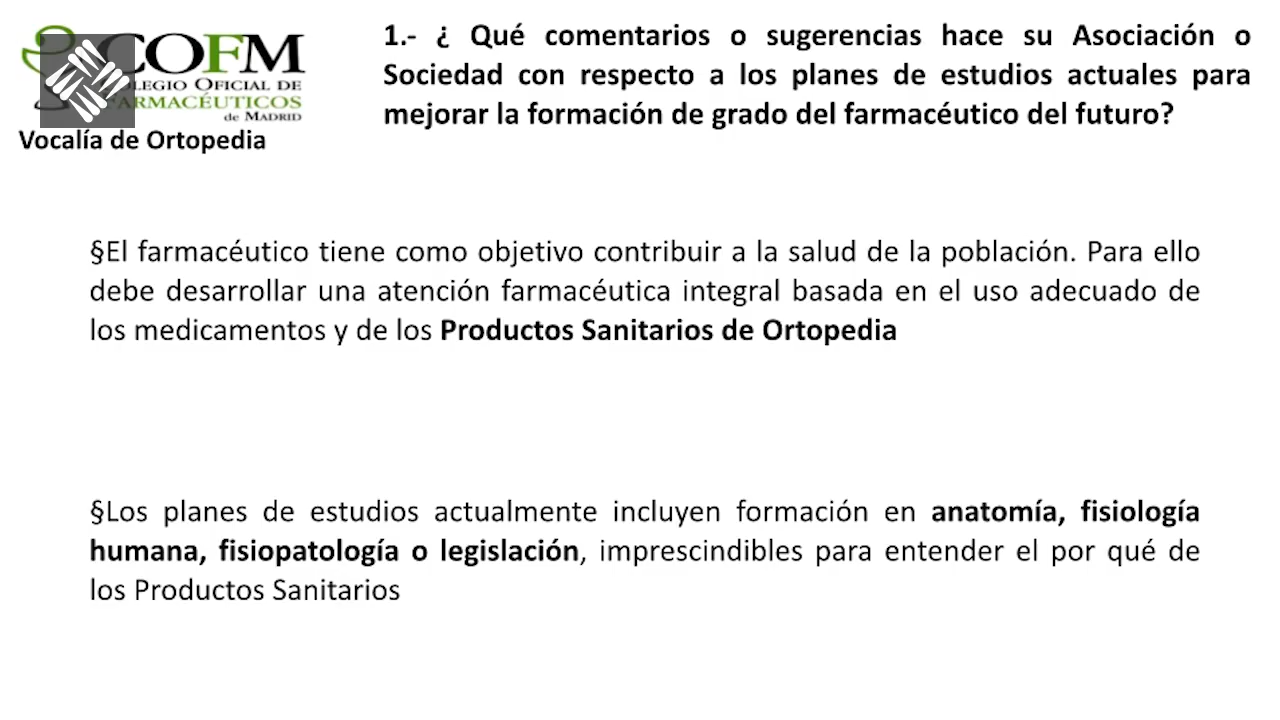 COFM
COLEGIO OFICIAL DE
FARMACÉUTICOS
de MADRID
Vocalía de Ortopedia
1.- ¿ Qué comentarios o sugerencias hace su Asociación o
Sociedad con respecto a los planes de estudios actuales para
mejorar la formación de grado del farmacéutico del futuro?
§El farmacéutico tiene como objetivo contribuir a la salud de la población. Para ello
debe desarrollar una atención farmacéutica integral basada en el uso adecuado de
los medicamentos y de los Productos Sanitarios de Ortopedia
§Los planes de estudios actualmente incluyen formación en anatomía, fisiología
humana, fisiopatología o legislación, imprescindibles para entender el por qué de
los Productos Sanitarios